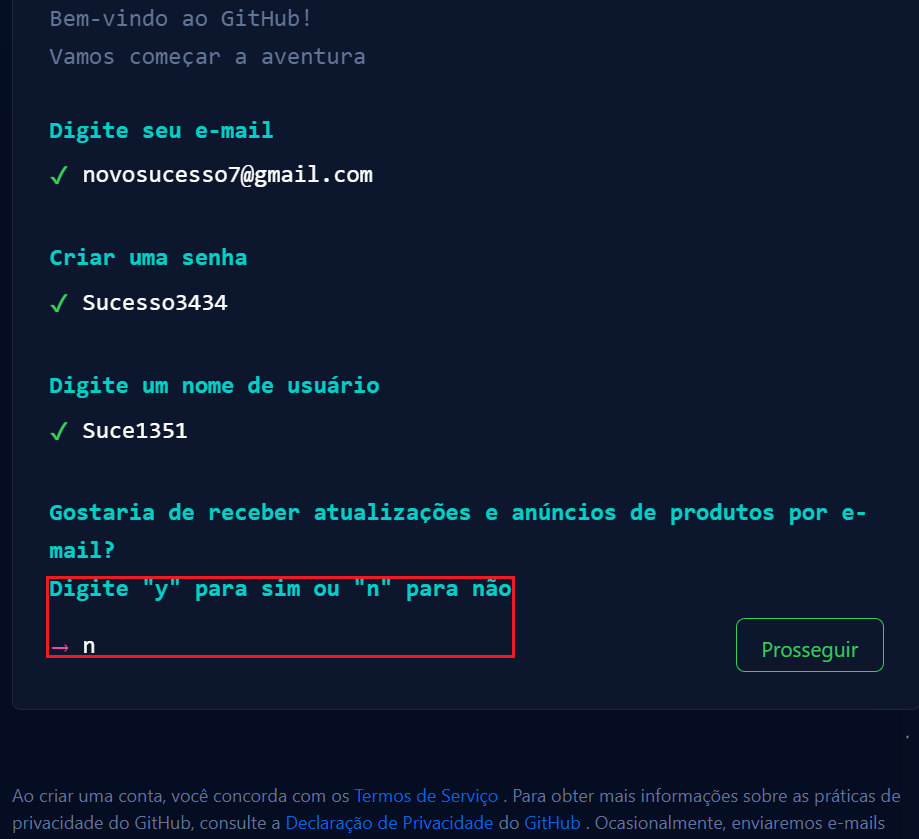 Bem-vindo ao GitHub!
Vamos começar a aventura
Digite seu e-mail
✓ novosucesso7@gmail.com
Criar uma senha
✓ Sucesso3434
Digite um nome de usuário
✓ Suce1351
Gostaria de receber atualizações e anúncios de produtos por e-
mail?
Digite "y" para sim ou "n" para não
→ n
Prosseguir
Ao criar uma conta, você concorda com os Termos de Serviço . Para obter mais informações sobre as práticas de
privacidade do GitHub, consulte a Declaração de Privacidade do GitHub . Ocasionalmente, enviaremos e-mails